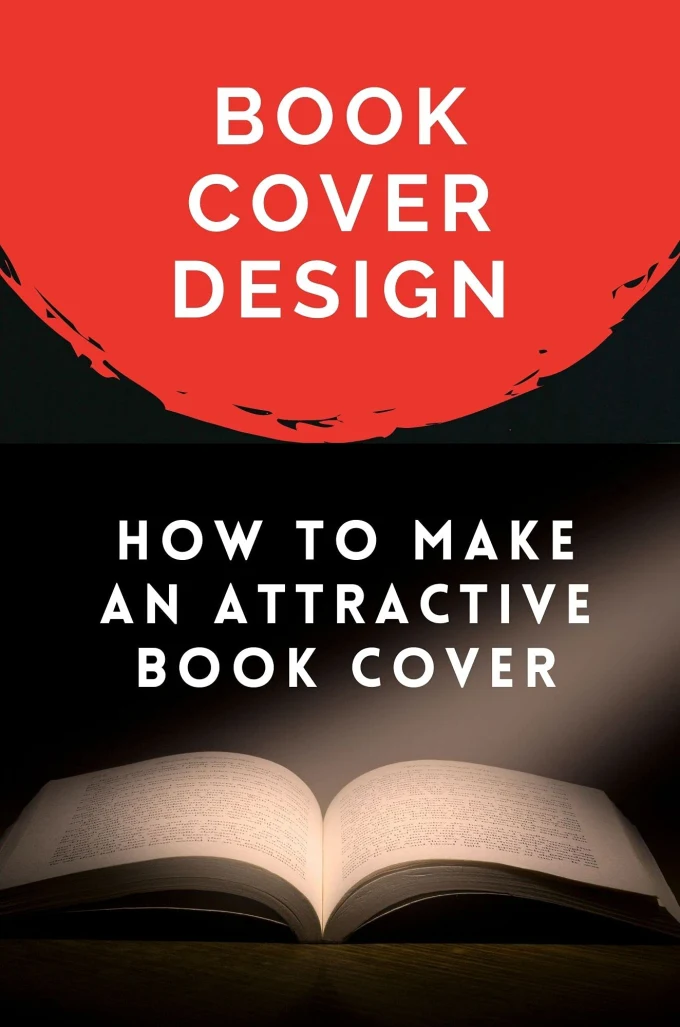 BOOK
COVER
DESIGN
HOW TO MAKE
AN ATTRACTIVE
BOOK COVER